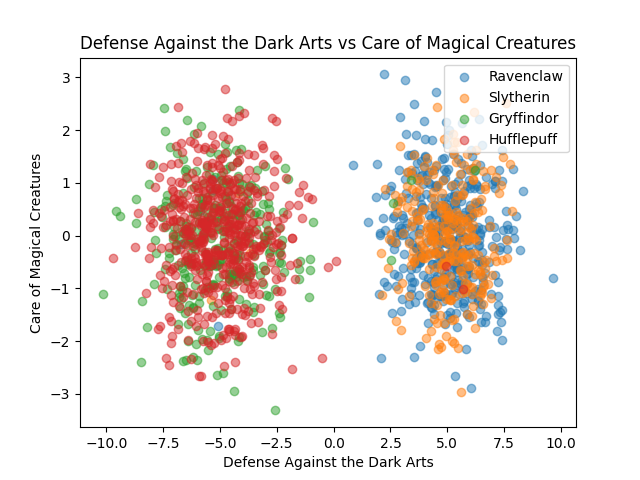 Defense Against the Dark Arts vs Care of Magical Creatures
Ravenclaw
Slytherin
Gryffindor
Hufflepuff
Care of Magical Creatures
3
2
1
0
−1
−2
−3
−10.0 −7.5 −5.0 −2.5 0.0 2.5 5.0 7.5 10.0
Defense Against the Dark Arts